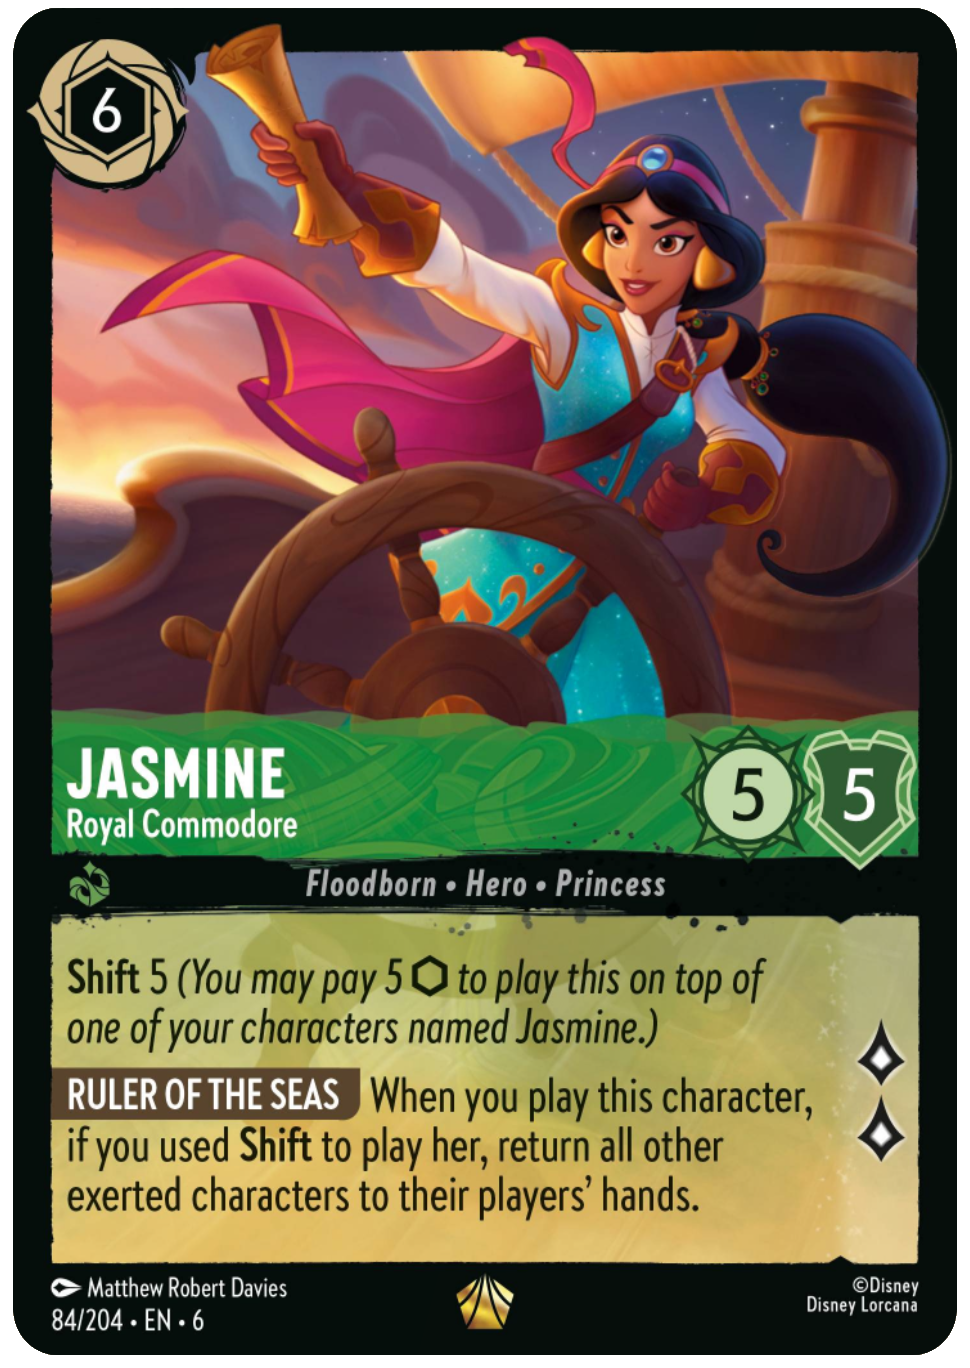 6
JASMINE
Royal Commodore
5
5
Floodborn • Hero • Princess
Shift 5 (You may pay 5 ⬡ to play this on top of
one of your characters named Jasmine.)
RULER OF THE SEAS When you play this character,
if you used Shift to play her, return all other
exerted characters to their players’ hands.
Matthew Robert Davies
84/204 • EN • 6
©Disney
Disney Lorcana